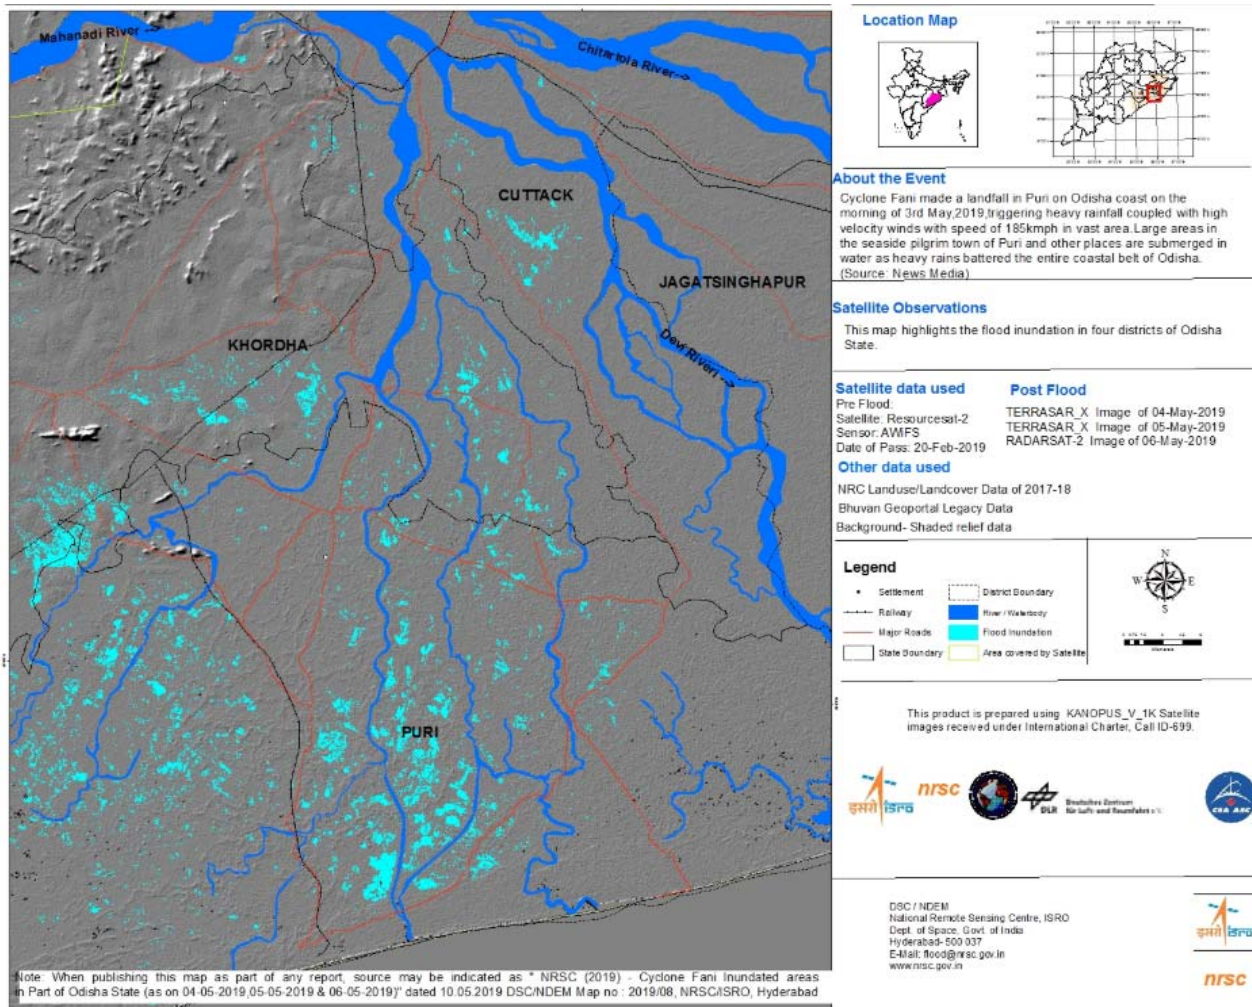 Mahanadi River
Chitartola River-->
CUTTACK
JAGATSINGHAPUR
KHORDHA
Devi River
PURI
Note: When publishing this map as part of any report, source may be indicated as " NRSC (2019) - Cyclone Fani Inundated areas
in Part of Odisha State (as on 04-05-2019,05-05-2019 & 06-05-2019)" dated 10.05.2019 DSC/NDEM Map no : 2019/08, NRSC/ISRO, Hyderabad
Location Map
About the Event
Cyclone Fani made a landfall in Puri on Odisha coast on the
morning of 3rd May,2019,triggering heavy rainfall coupled with high
velocity winds with speed of 185kmph in vast area.Large areas in
the seaside pilgrim town of Puri and other places are submerged in
water as heavy rains battered the entire coastal belt of Odisha.
(Source: News Media)
Satellite Observations
This map highlights the flood inundation in four districts of Odisha
State.
Satellite data used
Pre Flood:
Satellite: Resourcesat-2
Sensor: AWiFS
Date of Pass: 20-Feb-2019
Post Flood
TERRASAR_X Image of 04-May-2019
TERRASAR_X Image of 05-May-2019
RADARSAT-2 Image of 06-May-2019
Other data used
NRC Landuse/Landcover Data of 2017-18
Bhuvan Geoportal Legacy Data
Background- Shaded relief data
Legend
Settlement
Railway
Major Roads
State Boundary
District Boundary
River / Waterbody
Flood Inundation
Area covered by Satellite
N
W E
S
This product is prepared using KANOPUS_V_1K Satellite
images received under International Charter, Call ID-699.
इसरो isro
nrsc
DLR
Deutsches Zentrum
für Luft- und Raumfahrt e.V.
CSA ASC
DSC / NDEM
National Remote Sensing Centre, ISRO
Dept. of Space, Govt. of India
Hyderabad- 500 037
E-Mail: flood@nrsc.gov.in
www.nrsc.gov.in
इसरो isro
nrsc